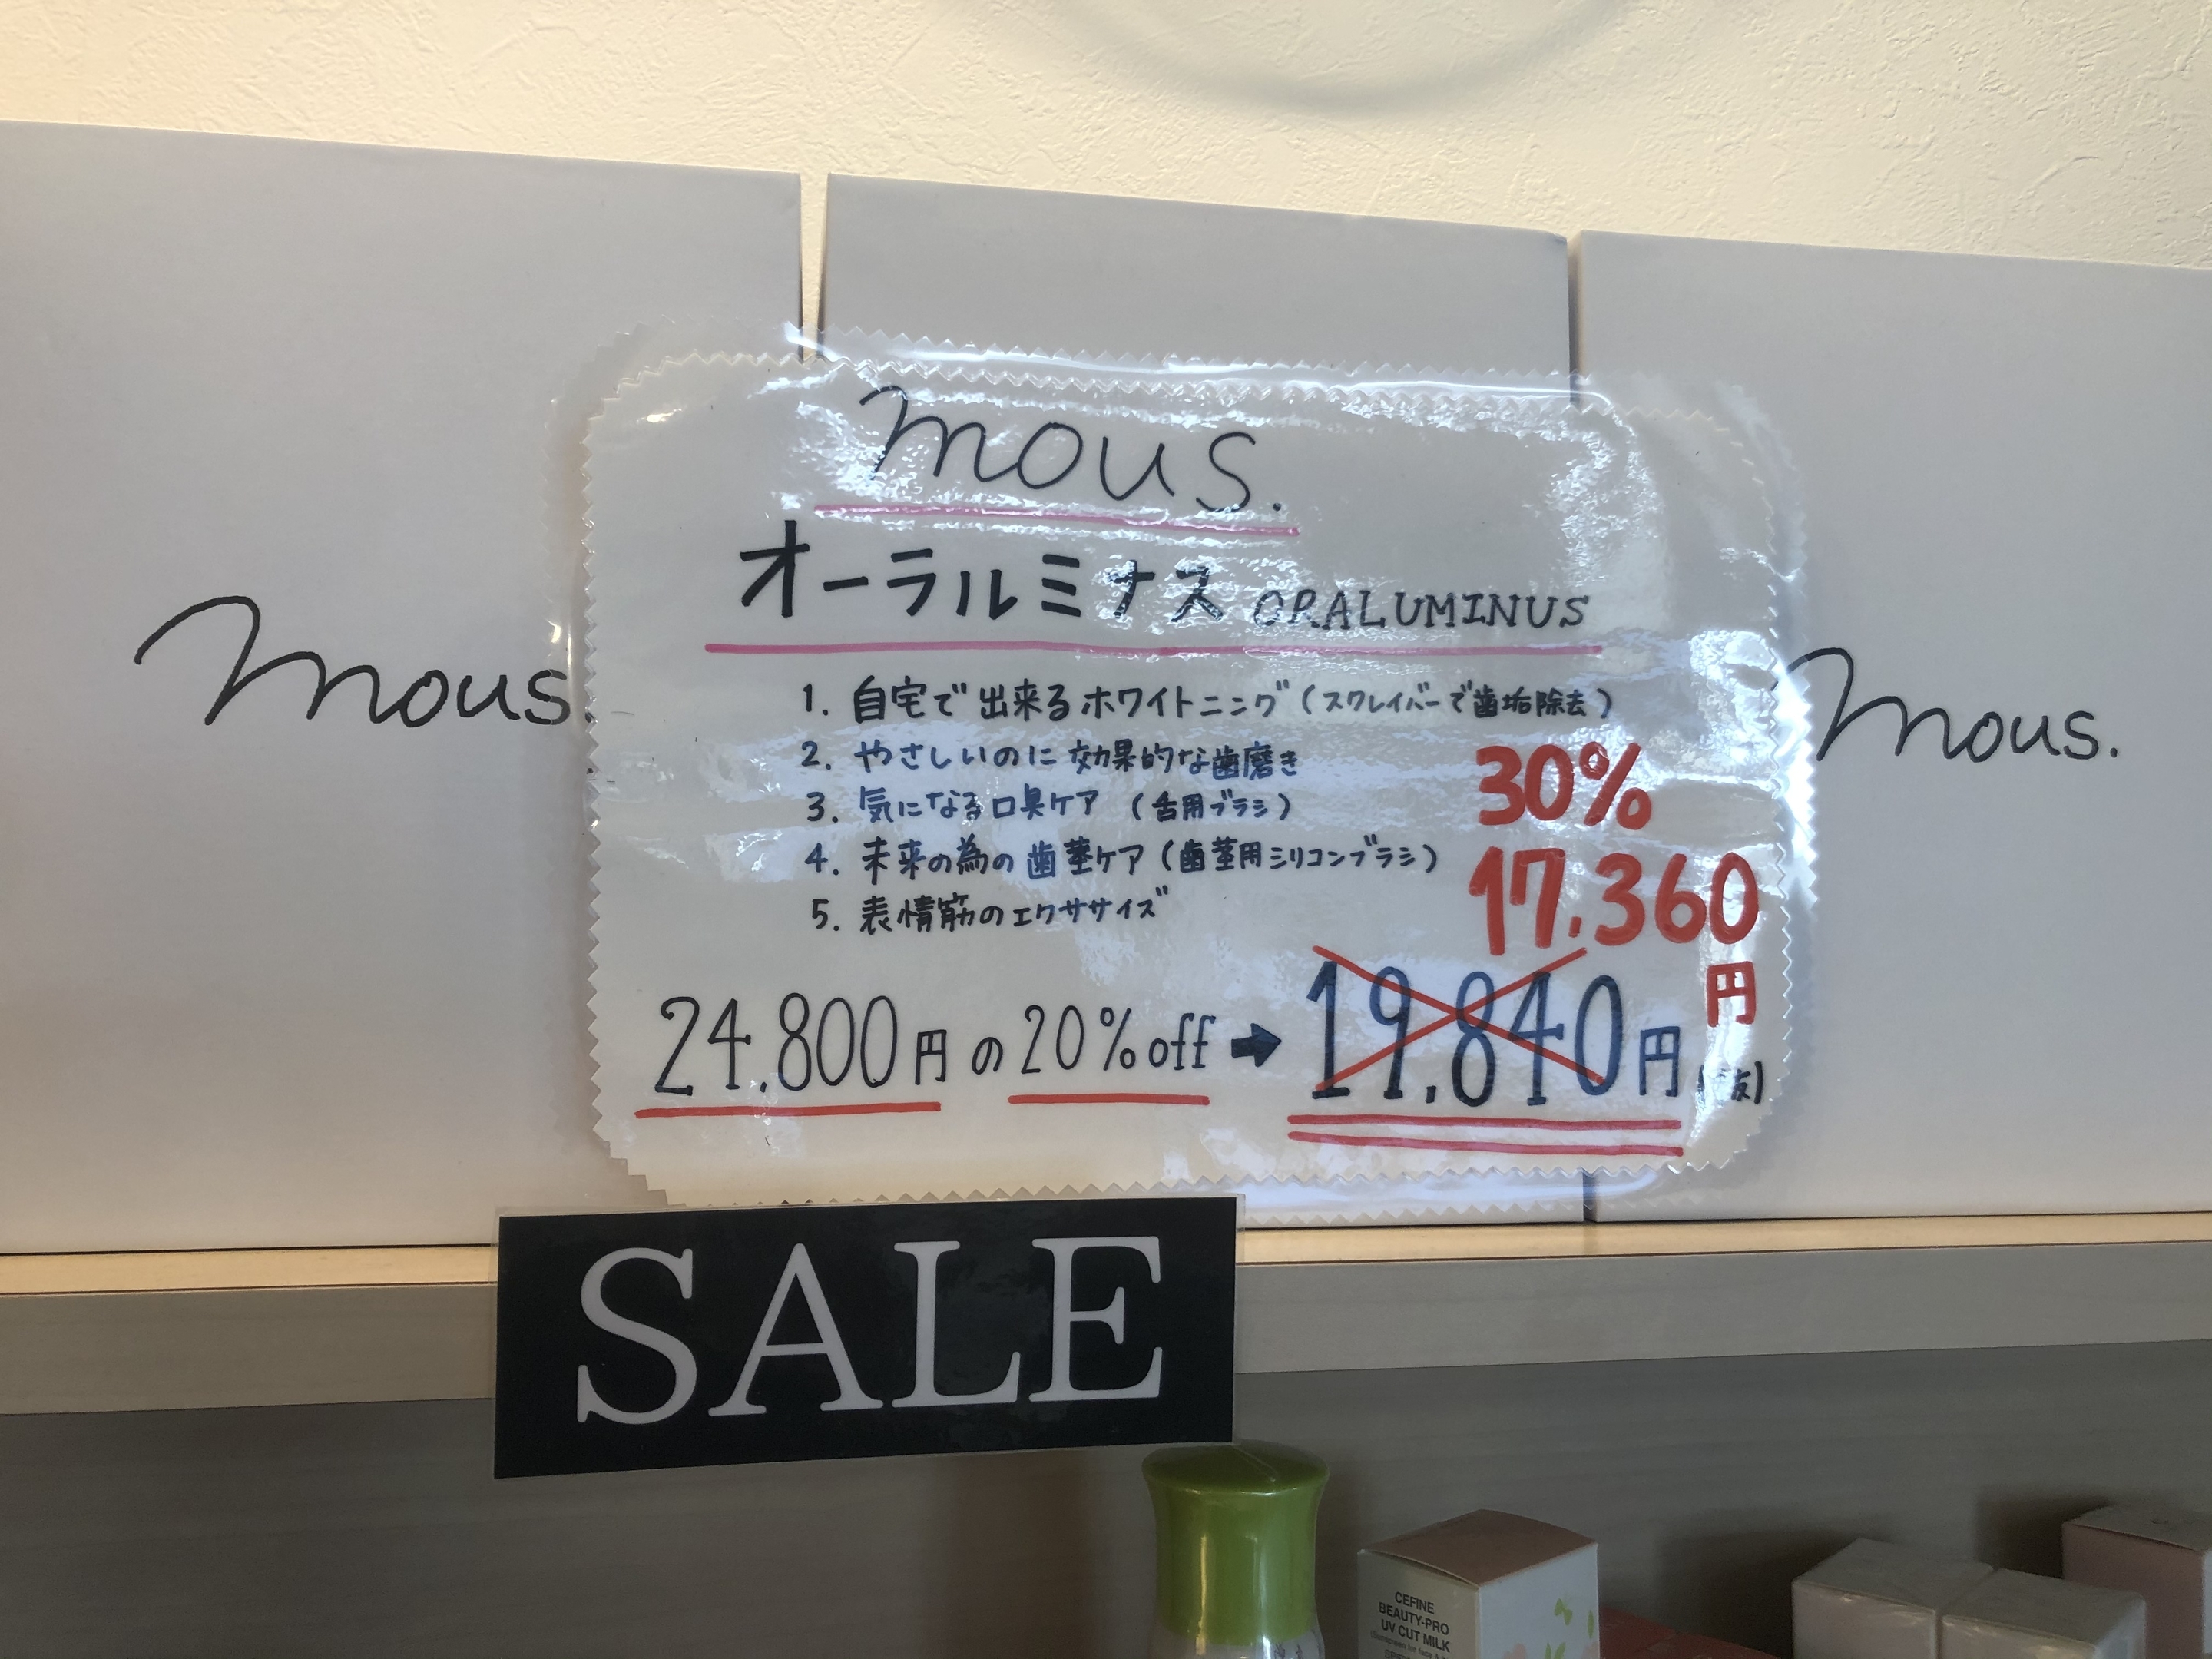 mous.
オーラルミナス ORALUMINUS
1. 自宅で出来るホワイトニング(スクレイバーで歯垢除去)
2. やさしいのに効果的な歯磨き
3. 気になる口臭ケア (舌用ブラシ)
4. 未来の為の歯茎ケア(歯茎用シリコンブラシ)
5. 表情筋のエクササイズ
30%
17.360
円
24.800円の20%off➡19.840円
mous.
mous.
SALE
CEFINE
BEAUTY-PRO
UV CUT MILK